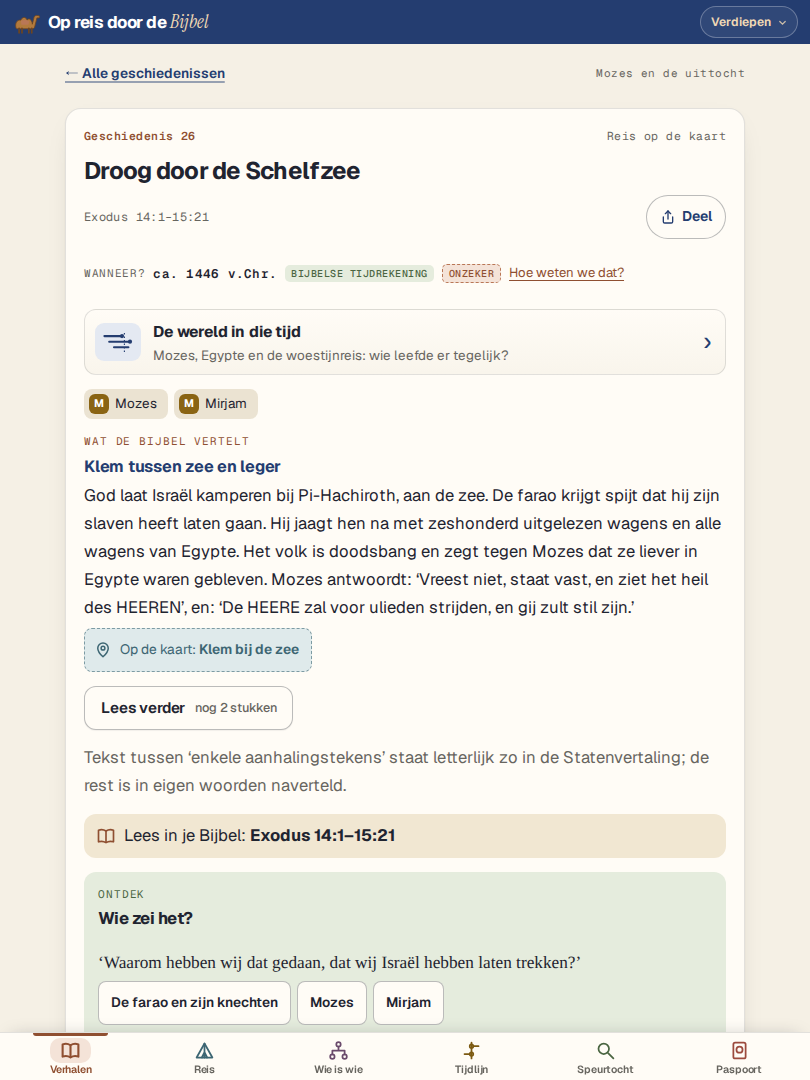 Op reis door de Bijbel
Verdiepen
← Alle geschiedenissen
Mozes en de uittocht
Geschiedenis 26
Reis op de kaart
Droog door de Schelfzee
Exodus 14:1–15:21
Deel
WANNEER? ca. 1446 v.Chr. BIJBELSE TIJDREKENING ONZEKER Hoe weten we dat?
De wereld in die tijd
Mozes, Egypte en de woestijnreis: wie leefde er tegelijk?
M Mozes M Mirjam
WAT DE BIJBEL VERTELT
Klem tussen zee en leger
God laat Israël kamperen bij Pi-Hachiroth, aan de zee. De farao krijgt spijt dat hij zijn
slaven heeft laten gaan. Hij jaagt hen na met zeshonderd uitgelezen wagens en alle
wagens van Egypte. Het volk is doodsbang en zegt tegen Mozes dat ze liever in
Egypte waren gebleven. Mozes antwoordt: ‘Vreest niet, staat vast, en ziet het heil
des HEEREN’, en: ‘De HEERE zal voor ulieden strijden, en gij zult stil zijn.’
Op de kaart: Klem bij de zee
Lees verder nog 2 stukken
Tekst tussen ‘enkele aanhalingstekens’ staat letterlijk zo in de Statenvertaling; de
rest is in eigen woorden naverteld.
Lees in je Bijbel: Exodus 14:1–15:21
ONTDEK
Wie zei het?
‘Waarom hebben wij dat gedaan, dat wij Israël hebben laten trekken?’
De farao en zijn knechten Mozes Mirjam
Verhalen Reis Wie is wie Tijdlijn Speurtocht Paspoort